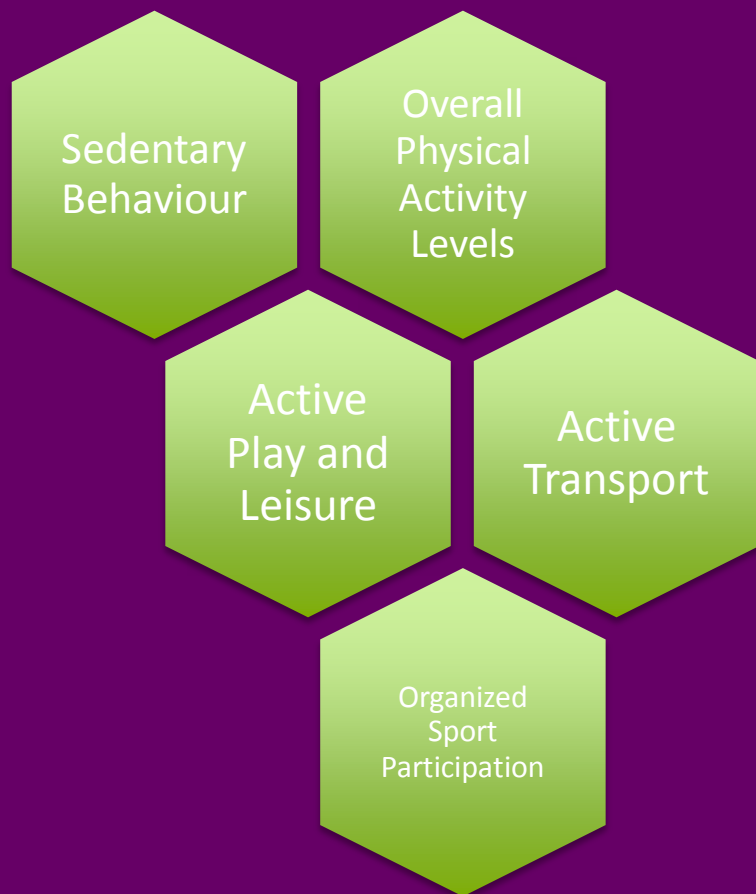 Sedentary
Behaviour
Overall
Physical
Activity
Levels
Active
Play and
Leisure
Active
Transport
Organized
Sport
Participation